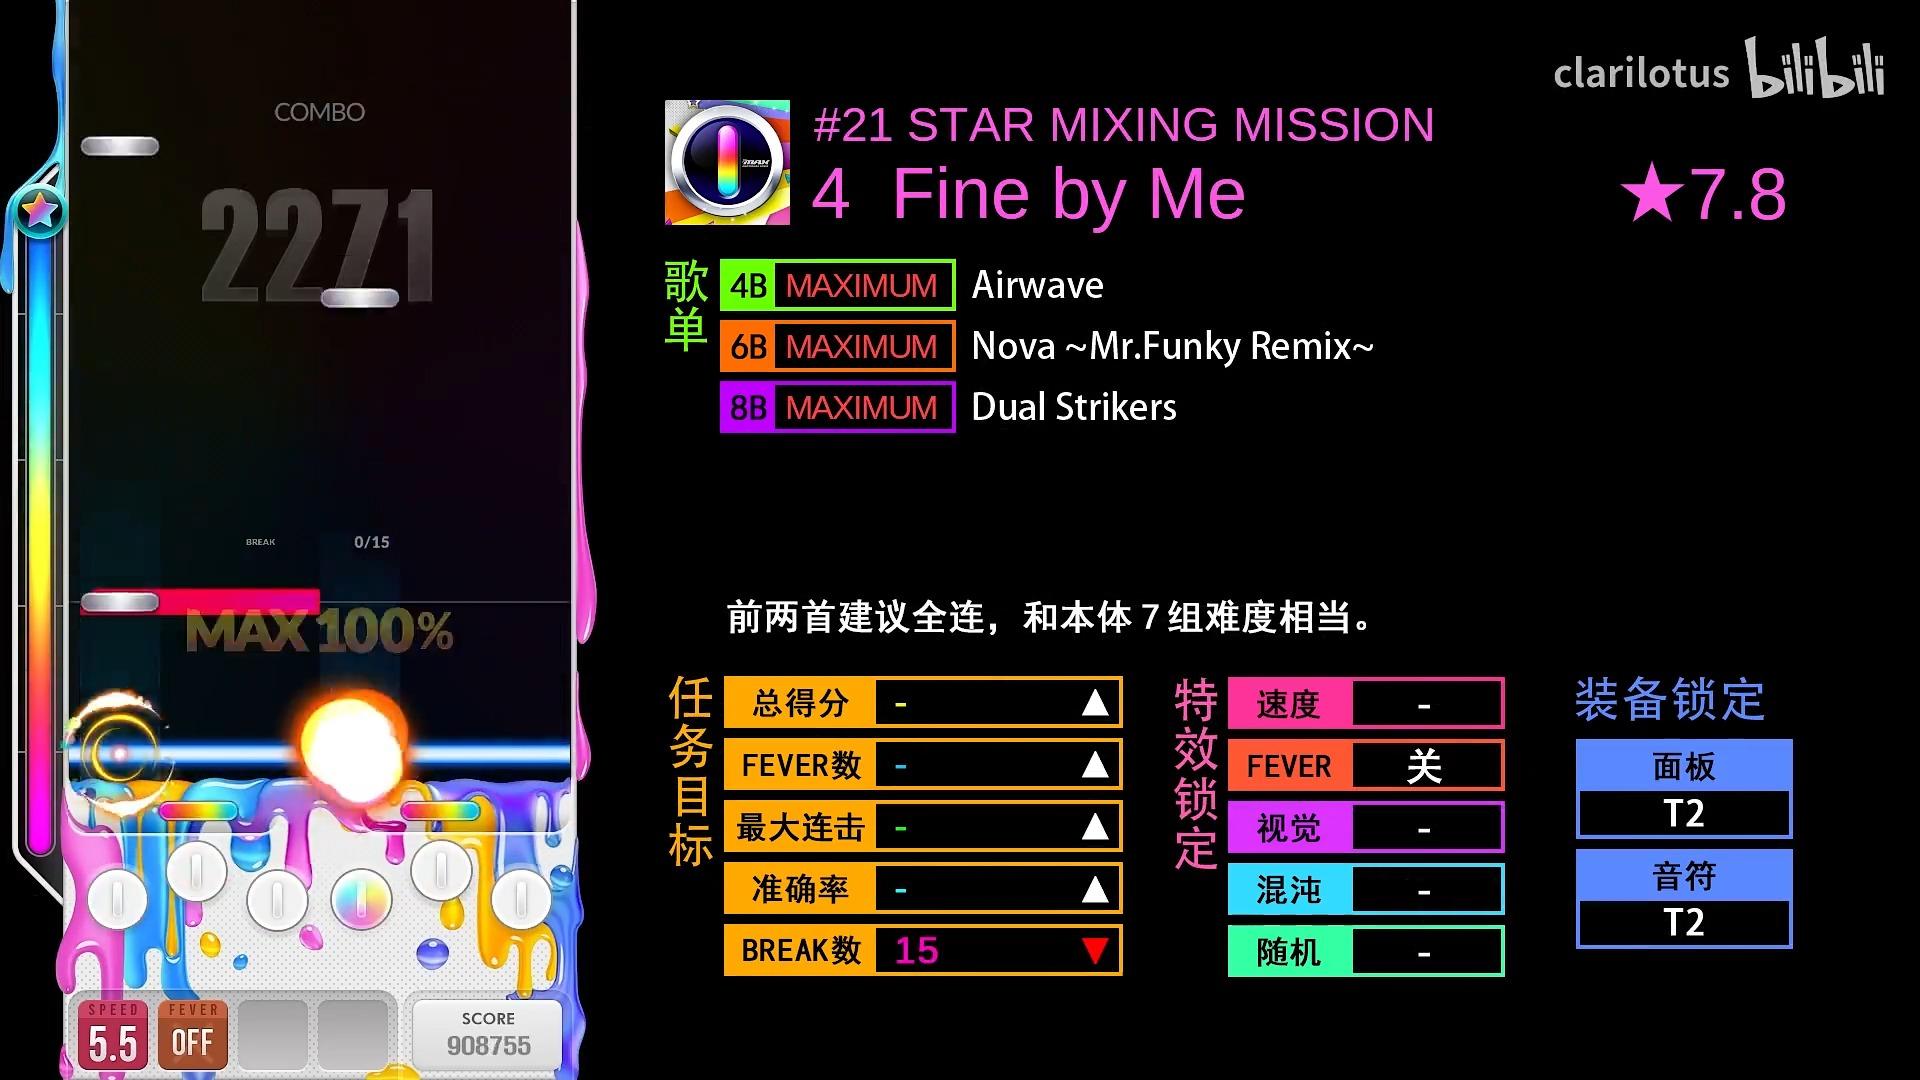 clarilotus bilibili
COMBO
2271
BREAK 0/15
MAX 100%
SPEED
5.5
FEVER
OFF
SCORE
908755
#21 STAR MIXING MISSION
4 Fine by Me
★7.8
歌单
4B MAXIMUM Airwave
6B MAXIMUM Nova ~Mr.Funky Remix~
8B MAXIMUM Dual Strikers
前两首建议全连，和本体7组难度相当。
任务目标
总得分 - ▲
FEVER数 - ▲
最大连击 - ▲
准确率 - ▲
BREAK数 15 ▼
特效锁定
速度 -
FEVER 关
视觉 -
混沌 -
随机 -
装备锁定
面板
T2
音符
T2